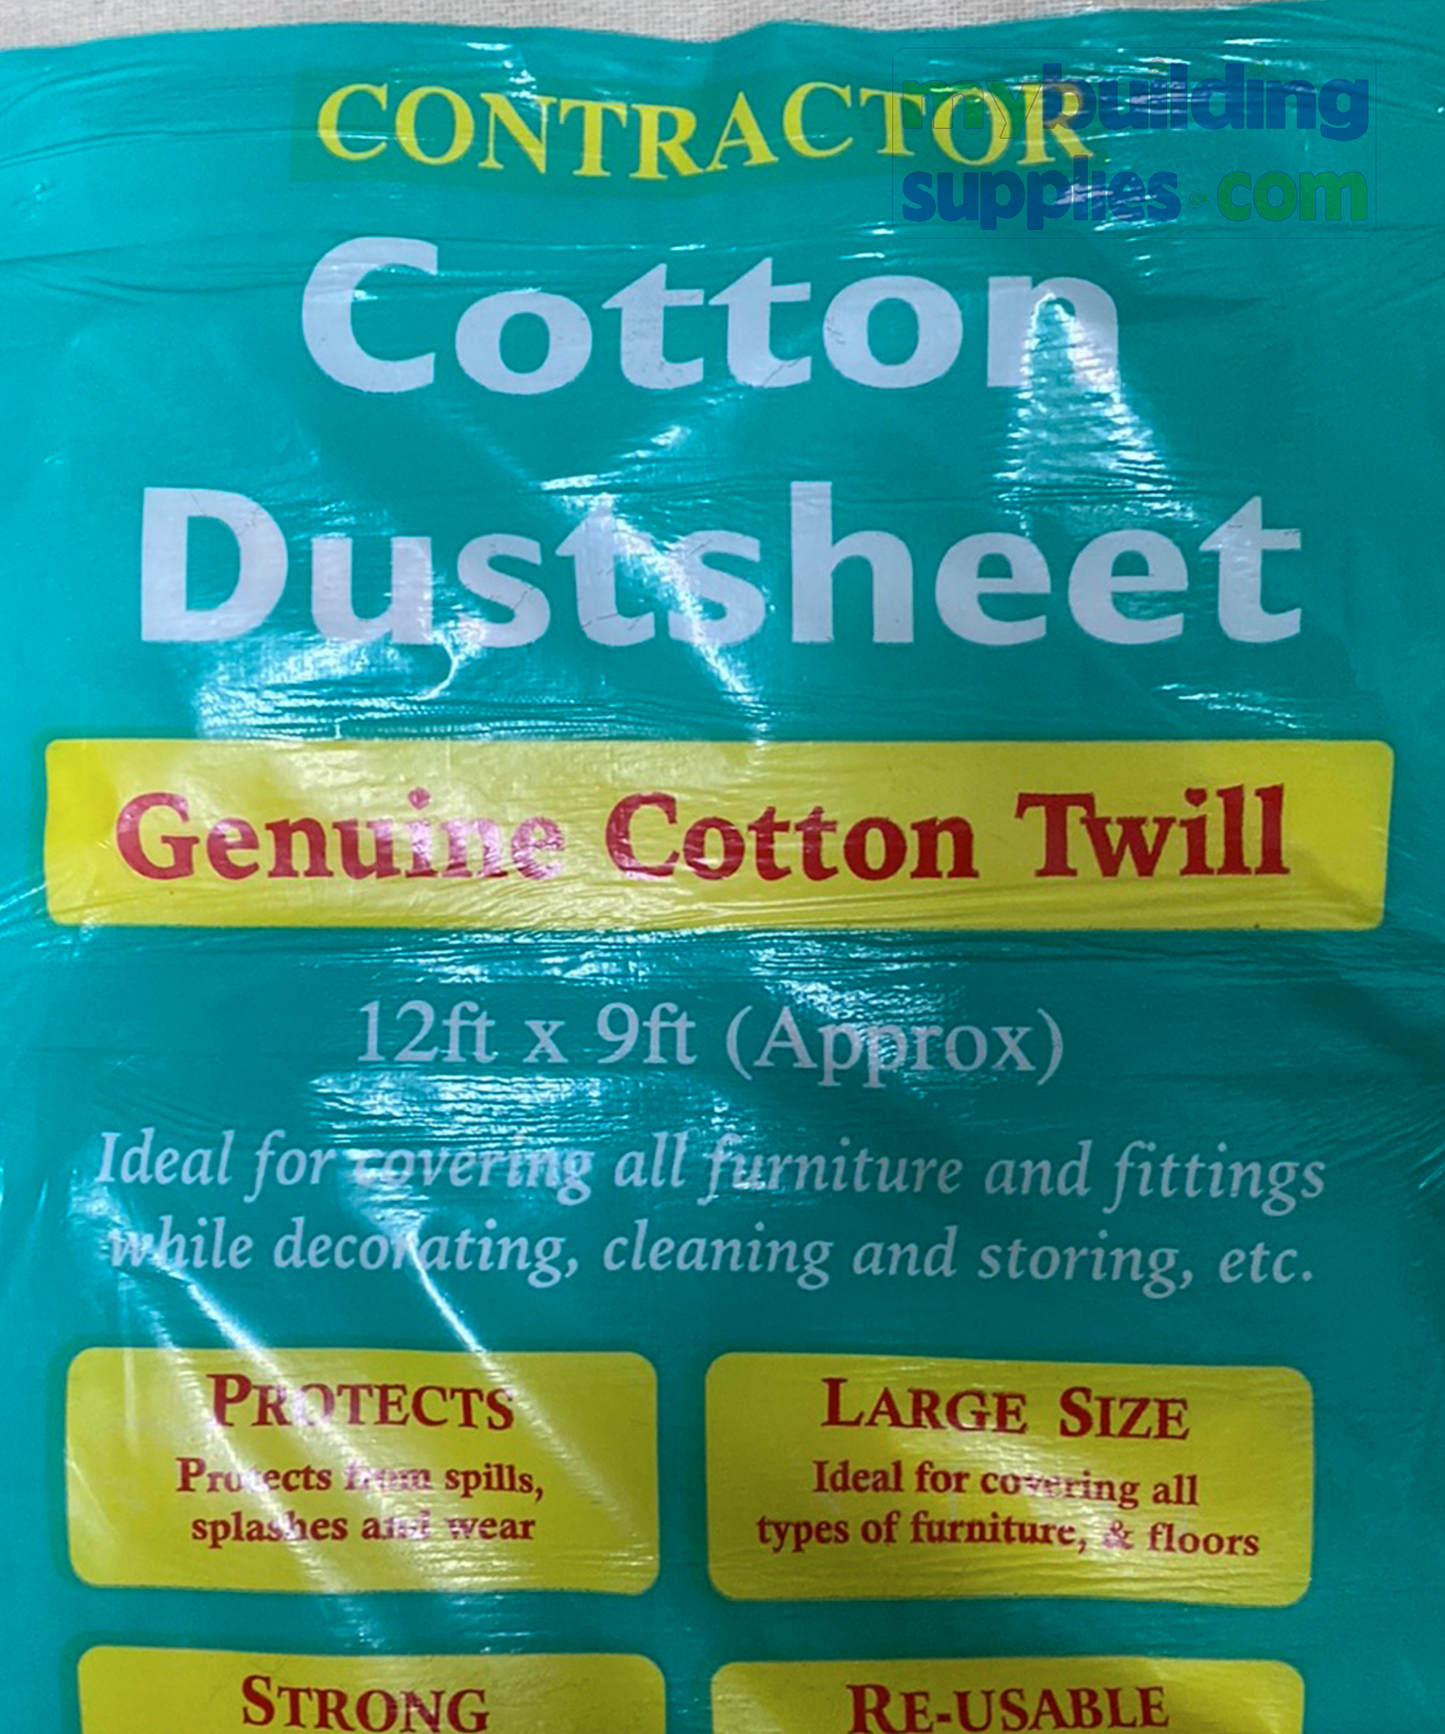 CONTRACTOR
mybuilding
supplies.com
Cotton
Dustsheet
Genuine Cotton Twill
12ft x 9ft (Approx)
Ideal for covering all furniture and fittings
while decorating, cleaning and storing, etc.
PROTECTS
Protects from spills,
splashes and wear
LARGE SIZE
Ideal for covering all
types of furniture, & floors
STRONG
RE-USABLE